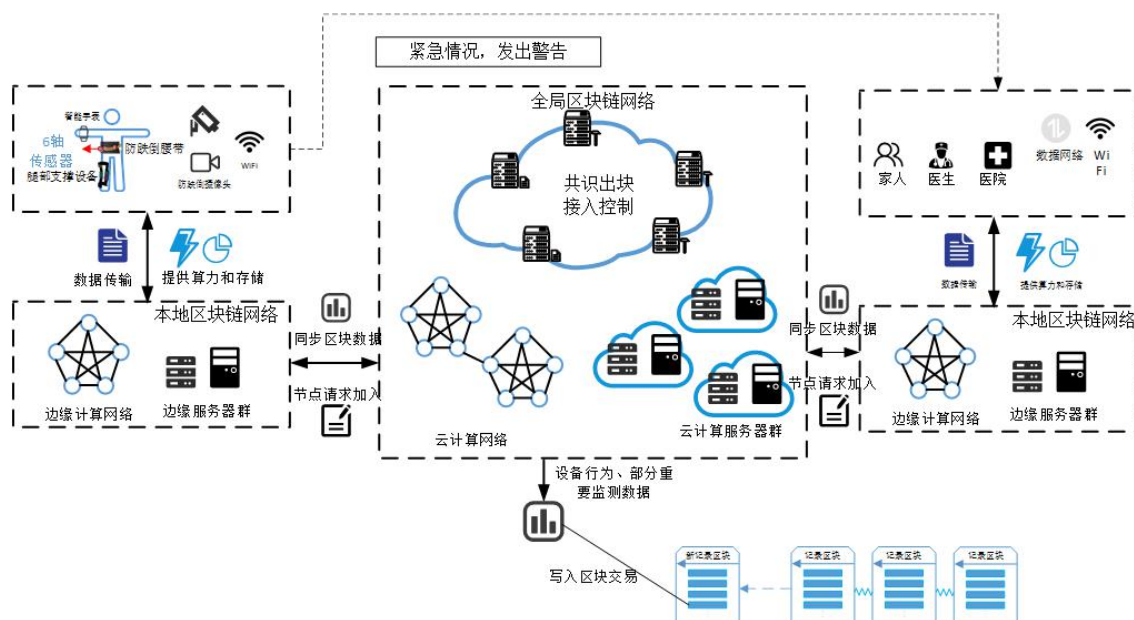 紧急情况，发出警告
智能手表
6轴
传感器
防跌倒腰带
腿部支撑设备
WiFi
防跌倒摄像头
数据传输
提供算力和存储
本地区块链网络
边缘计算网络
边缘服务器群
同步区块数据
节点请求加入
全局区块链网络
共识出块
接入控制
云计算网络
云计算服务器群
同步区块数据
节点请求加入
家人
医生
医院
数据网络
Wi
Fi
数据传输
提供算力和存储
本地区块链网络
边缘计算网络
边缘服务器群
设备行为、部分重
要监测数据
写入区块交易
新记录区块
记录区块
记录区块
记录区块